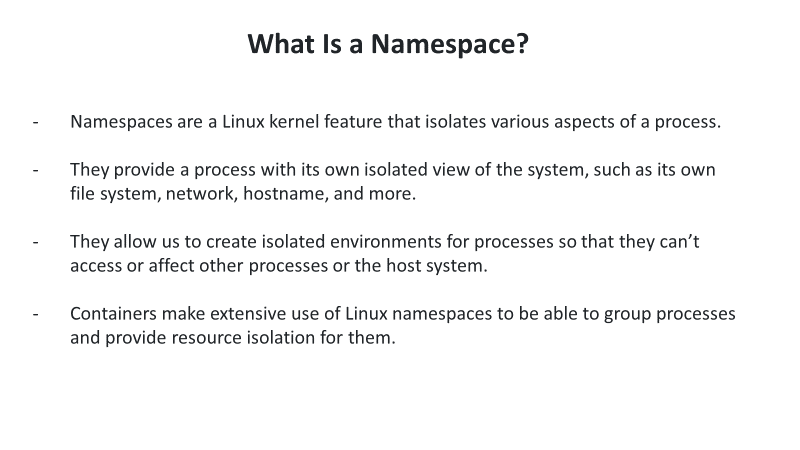 What Is a Namespace?
- Namespaces are a Linux kernel feature that isolates various aspects of a process.
- They provide a process with its own isolated view of the system, such as its own
file system, network, hostname, and more.
- They allow us to create isolated environments for processes so that they can’t
access or affect other processes or the host system.
- Containers make extensive use of Linux namespaces to be able to group processes
and provide resource isolation for them.